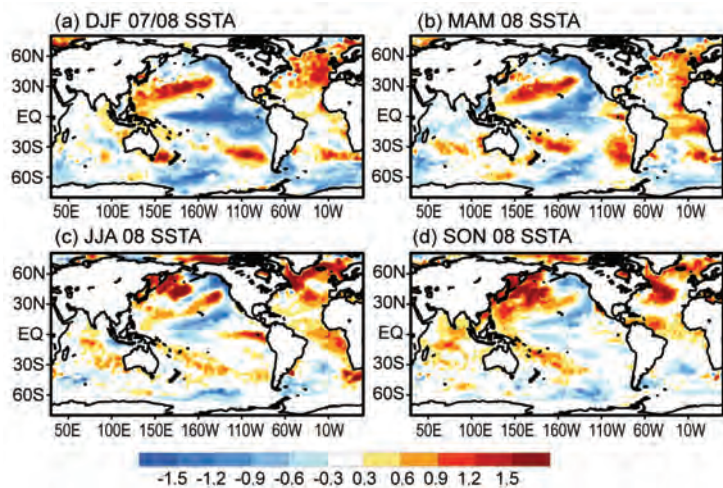 (a) DJF 07/08 SSTA
(b) MAM 08 SSTA
60N
30N
EQ
30S
60S
60N
30N
EQ
30S
60S
50E 100E 150E 160W 110W 60W 10W
50E 100E 150E 160W 110W 60W 10W
(c) JJA 08 SSTA
(d) SON 08 SSTA
60N
30N
EQ
30S
60S
60N
30N
EQ
30S
60S
50E 100E 150E 160W 110W 60W 10W
50E 100E 150E 160W 110W 60W 10W
-1.5 -1.2 -0.9 -0.6 -0.3 0.3 0.6 0.9 1.2 1.5